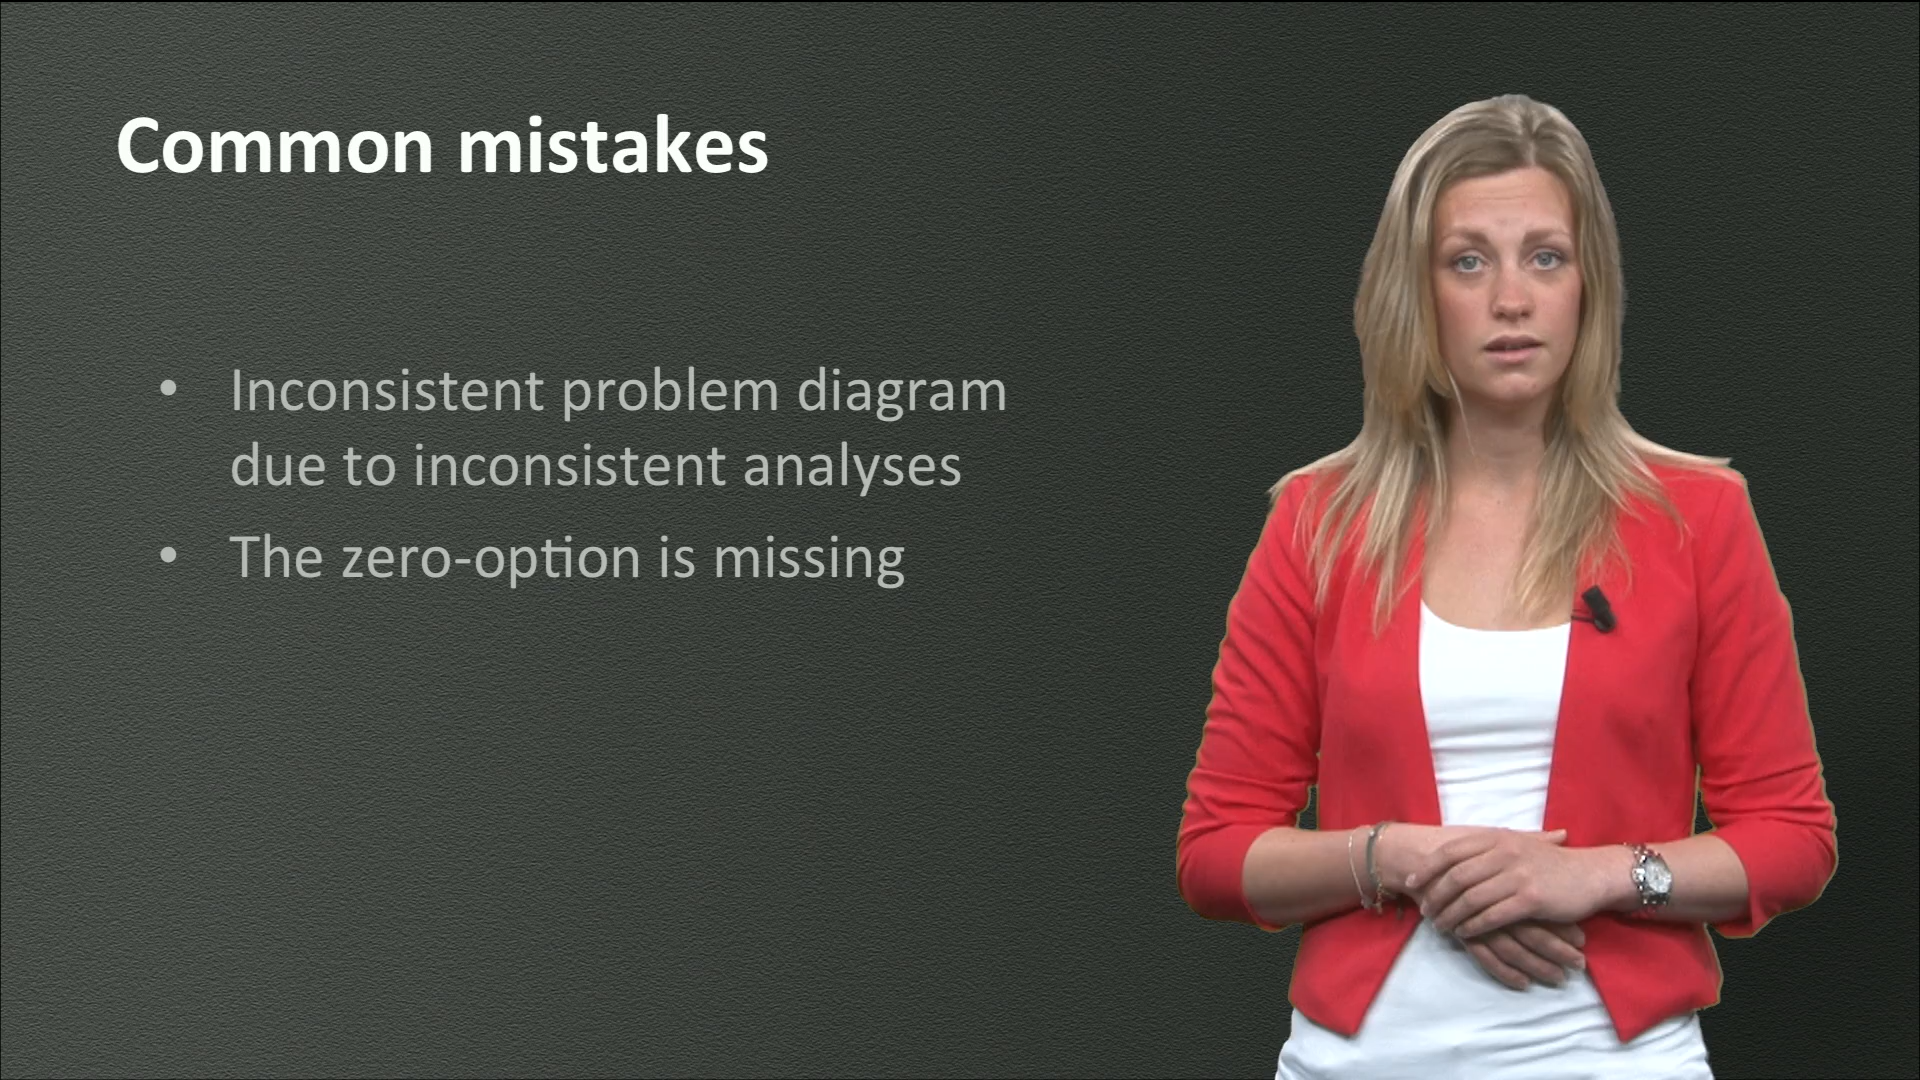 Common mistakes
• Inconsistent problem diagram
due to inconsistent analyses
• The zero-option is missing